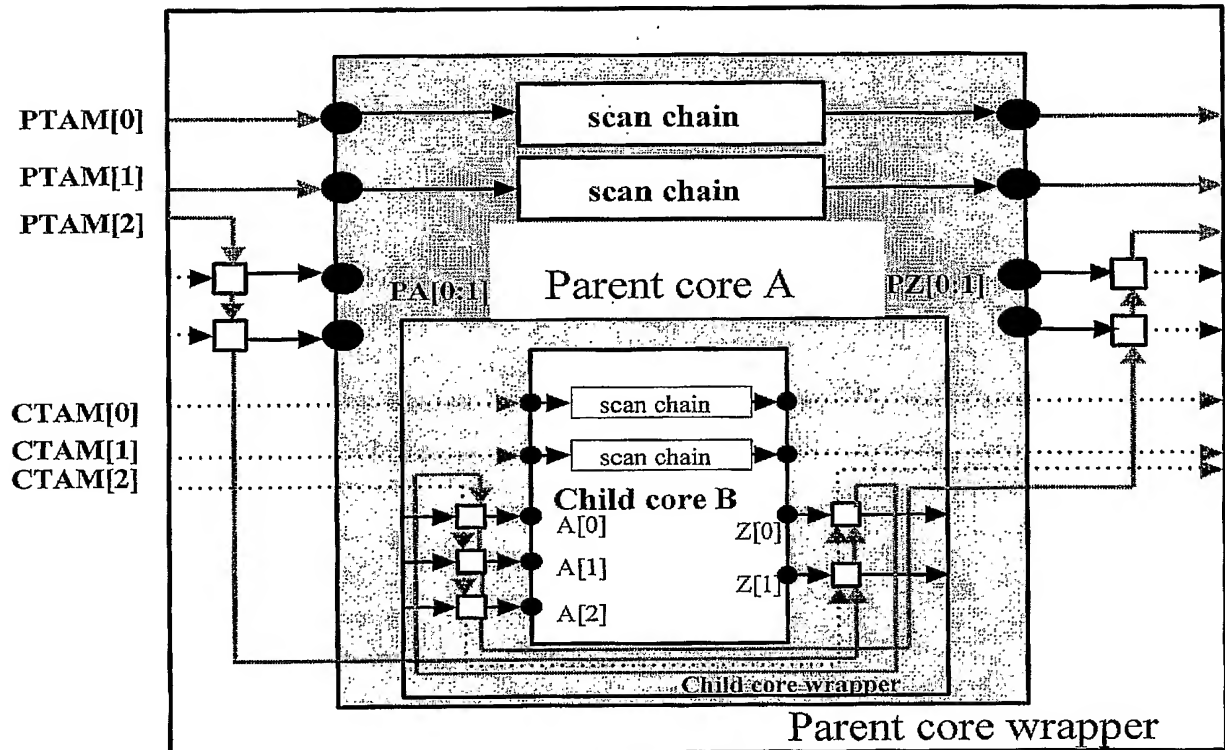 PTAM[0]
scan chain
PTAM[1]
scan chain
PTAM[2]
PA[0:1]
Parent core A
PZ[0:1]
CTAM[0]
scan chain
CTAM[1]
scan chain
CTAM[2]
Child core B
A[0]
Z[0]
A[1]
Z[1]
A[2]
Child core wrapper
Parent core wrapper